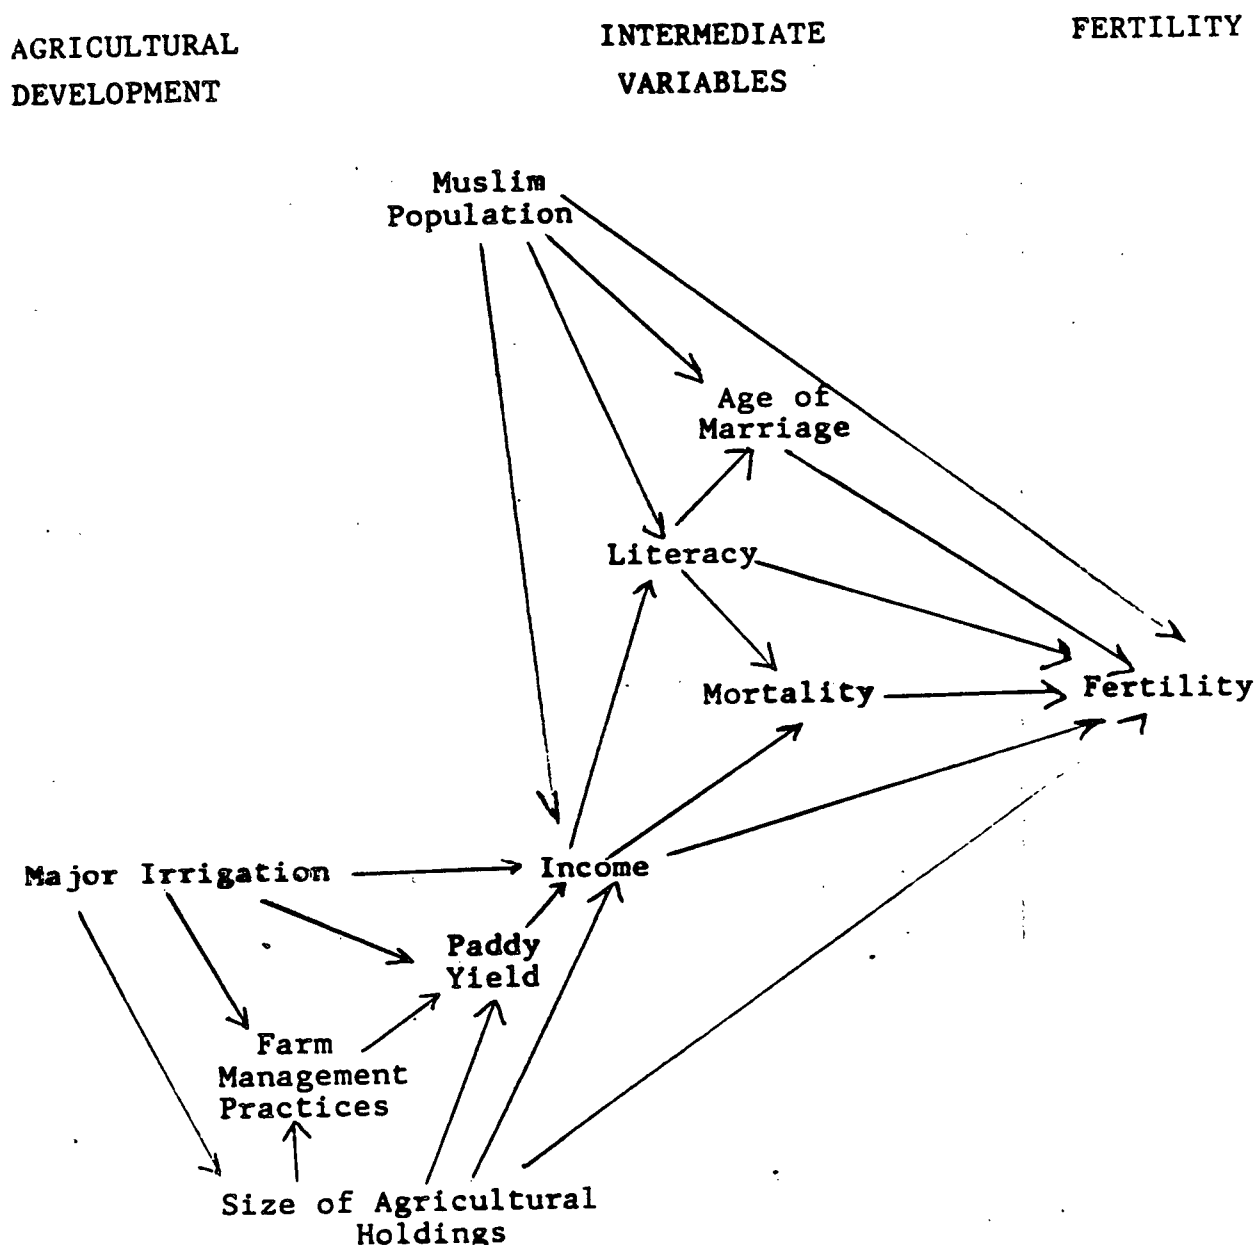 AGRICULTURAL
DEVELOPMENT
INTERMEDIATE
VARIABLES
FERTILITY
Muslim
Population
Age of
Marriage
Literacy
Mortality
Fertility
Major Irrigation
Income
Paddy
Yield
Farm
Management
Practices
Size of Agricultural
Holdings